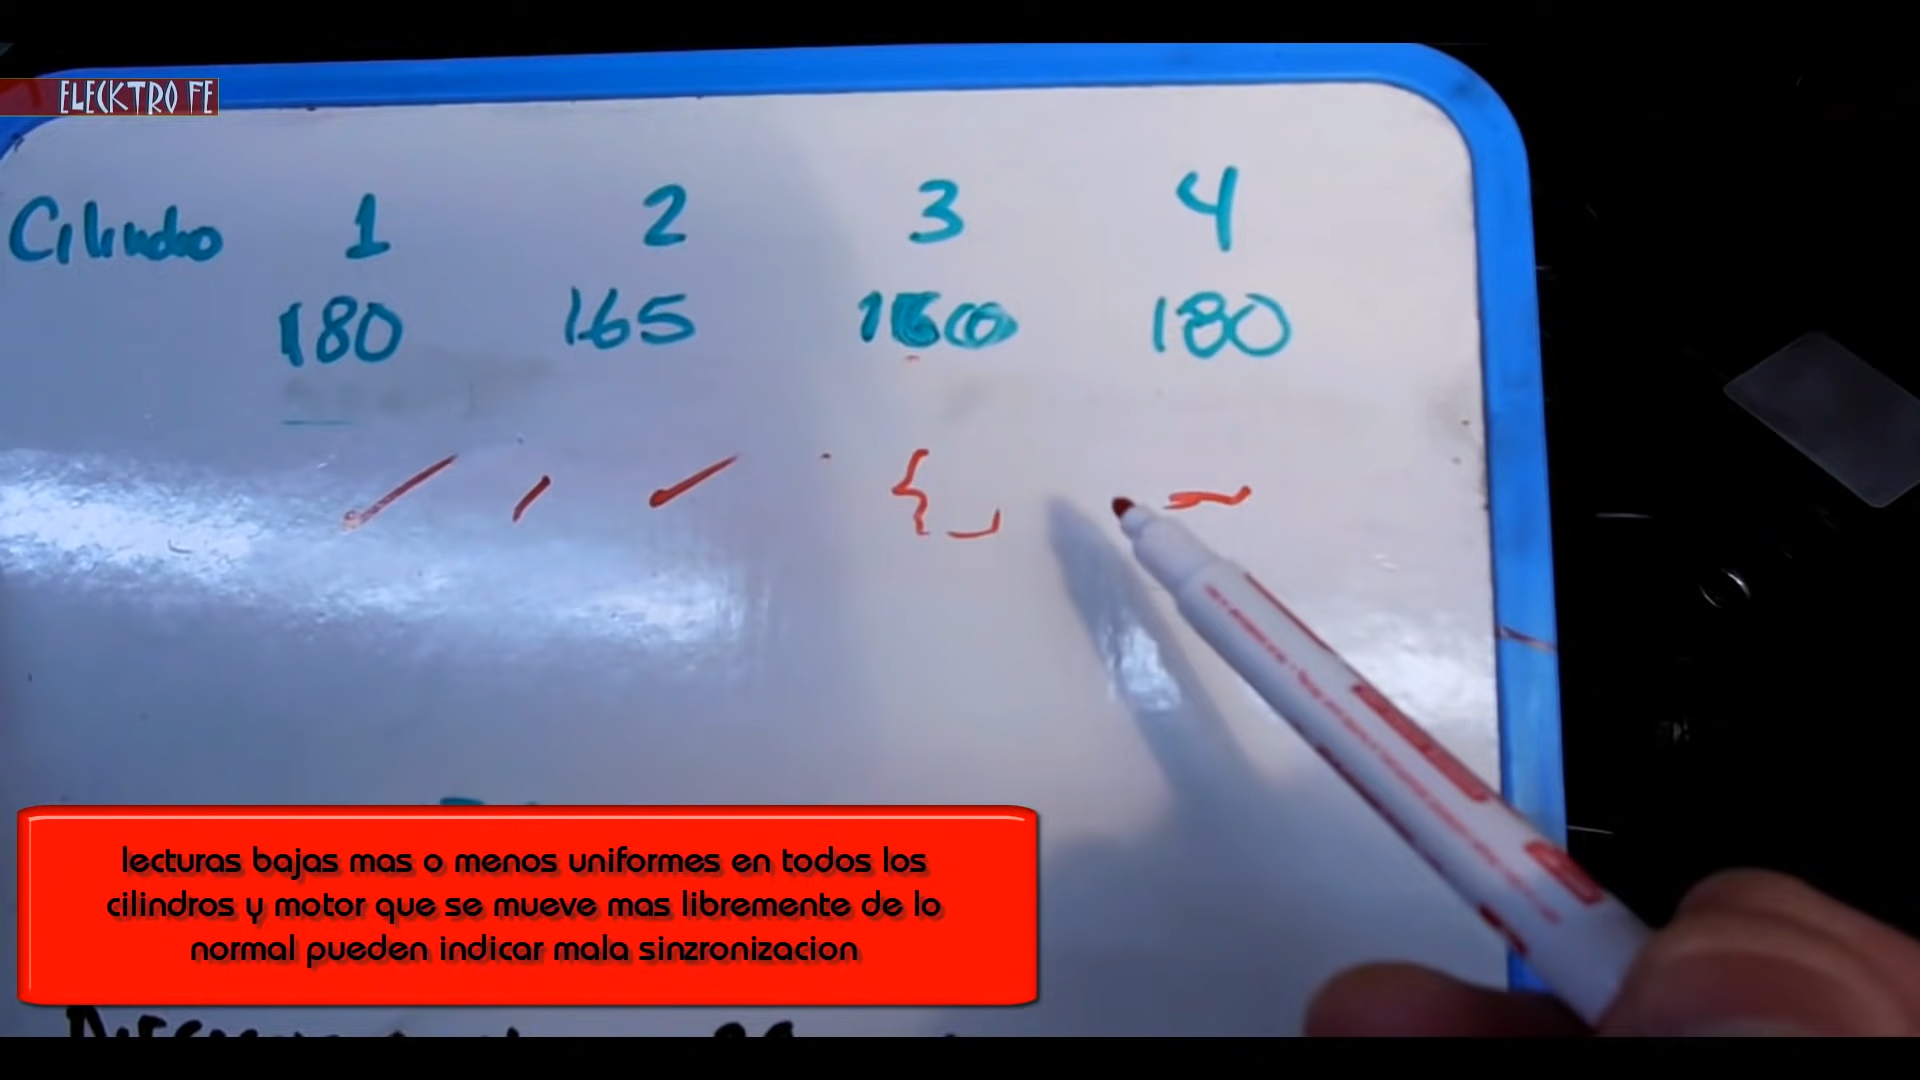 ELECKTRO FE
Cilindro 1 2 3 4
180 165 160 180
lecturas bajas mas o menos uniformes en todos los
cilindros y motor que se mueve mas libremente de lo
normal pueden indicar mala sinzronizacion